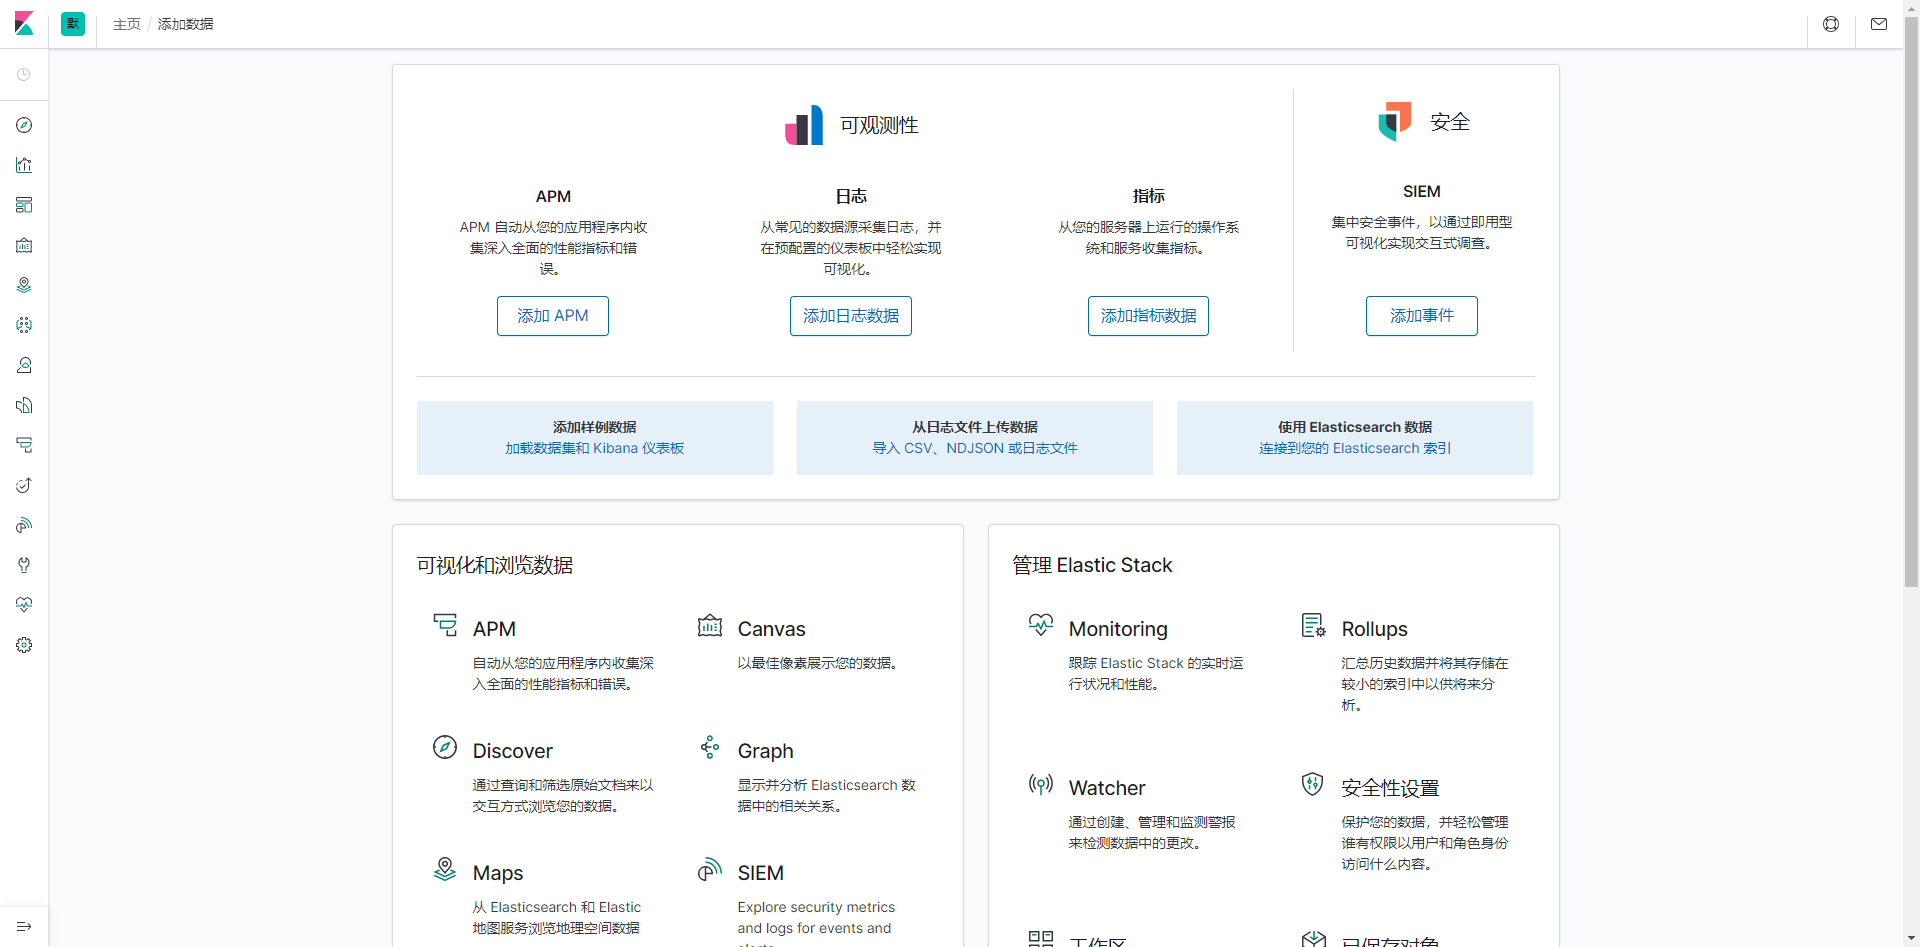 默
主页 / 添加数据
可观测性
安全
APM
APM 自动从您的应用程序内收
集深入全面的性能指标和错
误。
添加 APM
日志
从常见的数据源采集日志，并
在预配置的仪表板中轻松实现
可视化。
添加日志数据
指标
从您的服务器上运行的操作系
统和服务收集指标。
添加指标数据
SIEM
集中安全事件，以通过即用型
可视化实现交互式调查。
添加事件
添加样例数据
加载数据集和 Kibana 仪表板
从日志文件上传数据
导入 CSV、NDJSON 或日志文件
使用 Elasticsearch 数据
连接到您的 Elasticsearch 索引
可视化和浏览数据
APM
自动从您的应用程序内收集深
入全面的性能指标和错误。
Canvas
以最佳像素展示您的数据。
Discover
通过查询和筛选原始文档来以
交互方式浏览您的数据。
Graph
显示并分析 Elasticsearch 数
据中的相关关系。
Maps
从 Elasticsearch 和 Elastic
地图服务浏览地理空间数据
SIEM
Explore security metrics
and logs for events and
alerts
管理 Elastic Stack
Monitoring
跟踪 Elastic Stack 的实时运
行状况和性能。
Rollups
汇总历史数据并将其存储在
较小的索引中以供将来分
析。
Watcher
通过创建、管理和监测警报
来检测数据中的更改。
安全性设置
保护您的数据，并轻松管理
谁有权限以用户和角色身份
访问什么内容。
工作区
已保存对象